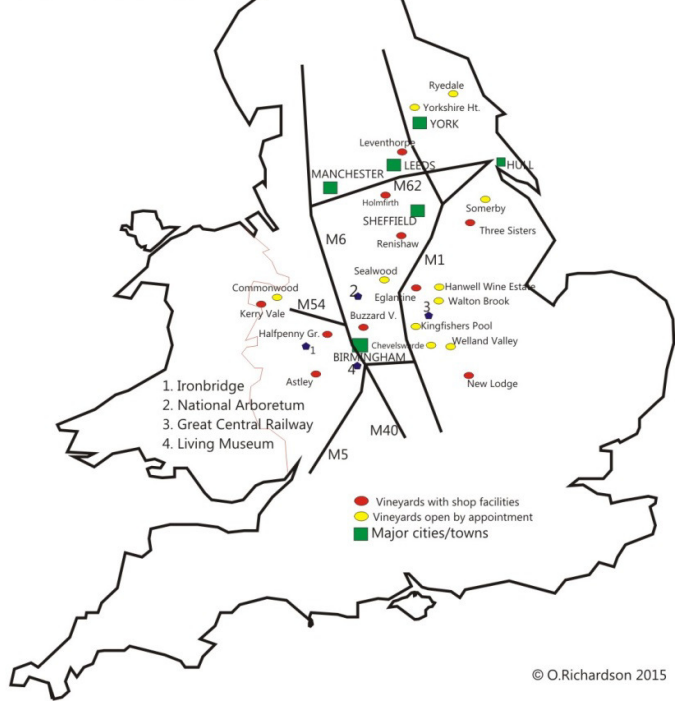 Ryedale
Yorkshire Ht.
YORK
Leventhorpe
LEEDS
HULL
MANCHESTER
M62
Holmfirth
SHEFFIELD
Somerby
Three Sisters
M6
Renishaw
M1
Sealwood
Commonwood
2
Hanwell Wine Estate
Eglantine
Walton Brook
M54
3
Kerry Vale
Buzzard V.
Kingfishers Pool
Halfpenny Gr.
Chevelswarde
Welland Valley
1
BIRMINGHAM
4
Astley
New Lodge
1. Ironbridge
2. National Arboretum
3. Great Central Railway
4. Living Museum
M40
M5
Vineyards with shop facilities
Vineyards open by appointment
Major cities/towns
© O.Richardson 2015